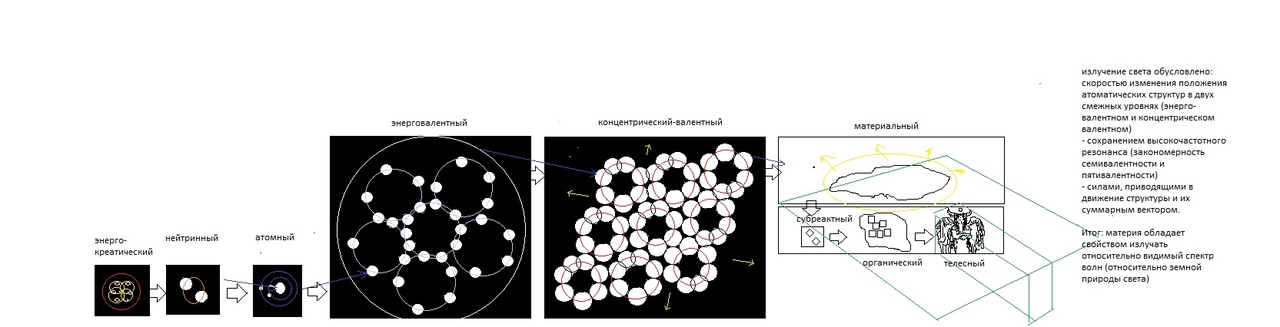 энерго-
креатический
нейтринный
атомный
энерговалентный
концентрический-валентный
материальный
субреактный
органический
телесный
излучение света обусловлено:
скоростью изменения положения
атоматических структур в двух
смежных уровнях (энерго-
валентном и концентрическом
валентном)
- сохранением высокочастотного
резонанса (закономерность
семивалентности и
пятивалентности)
- силами, приводящими в
движение структуры и их
суммарным вектором.
Итог: материя обладает
свойством излучать
относительно видимый спектр
волн (относительно земной
природы света)